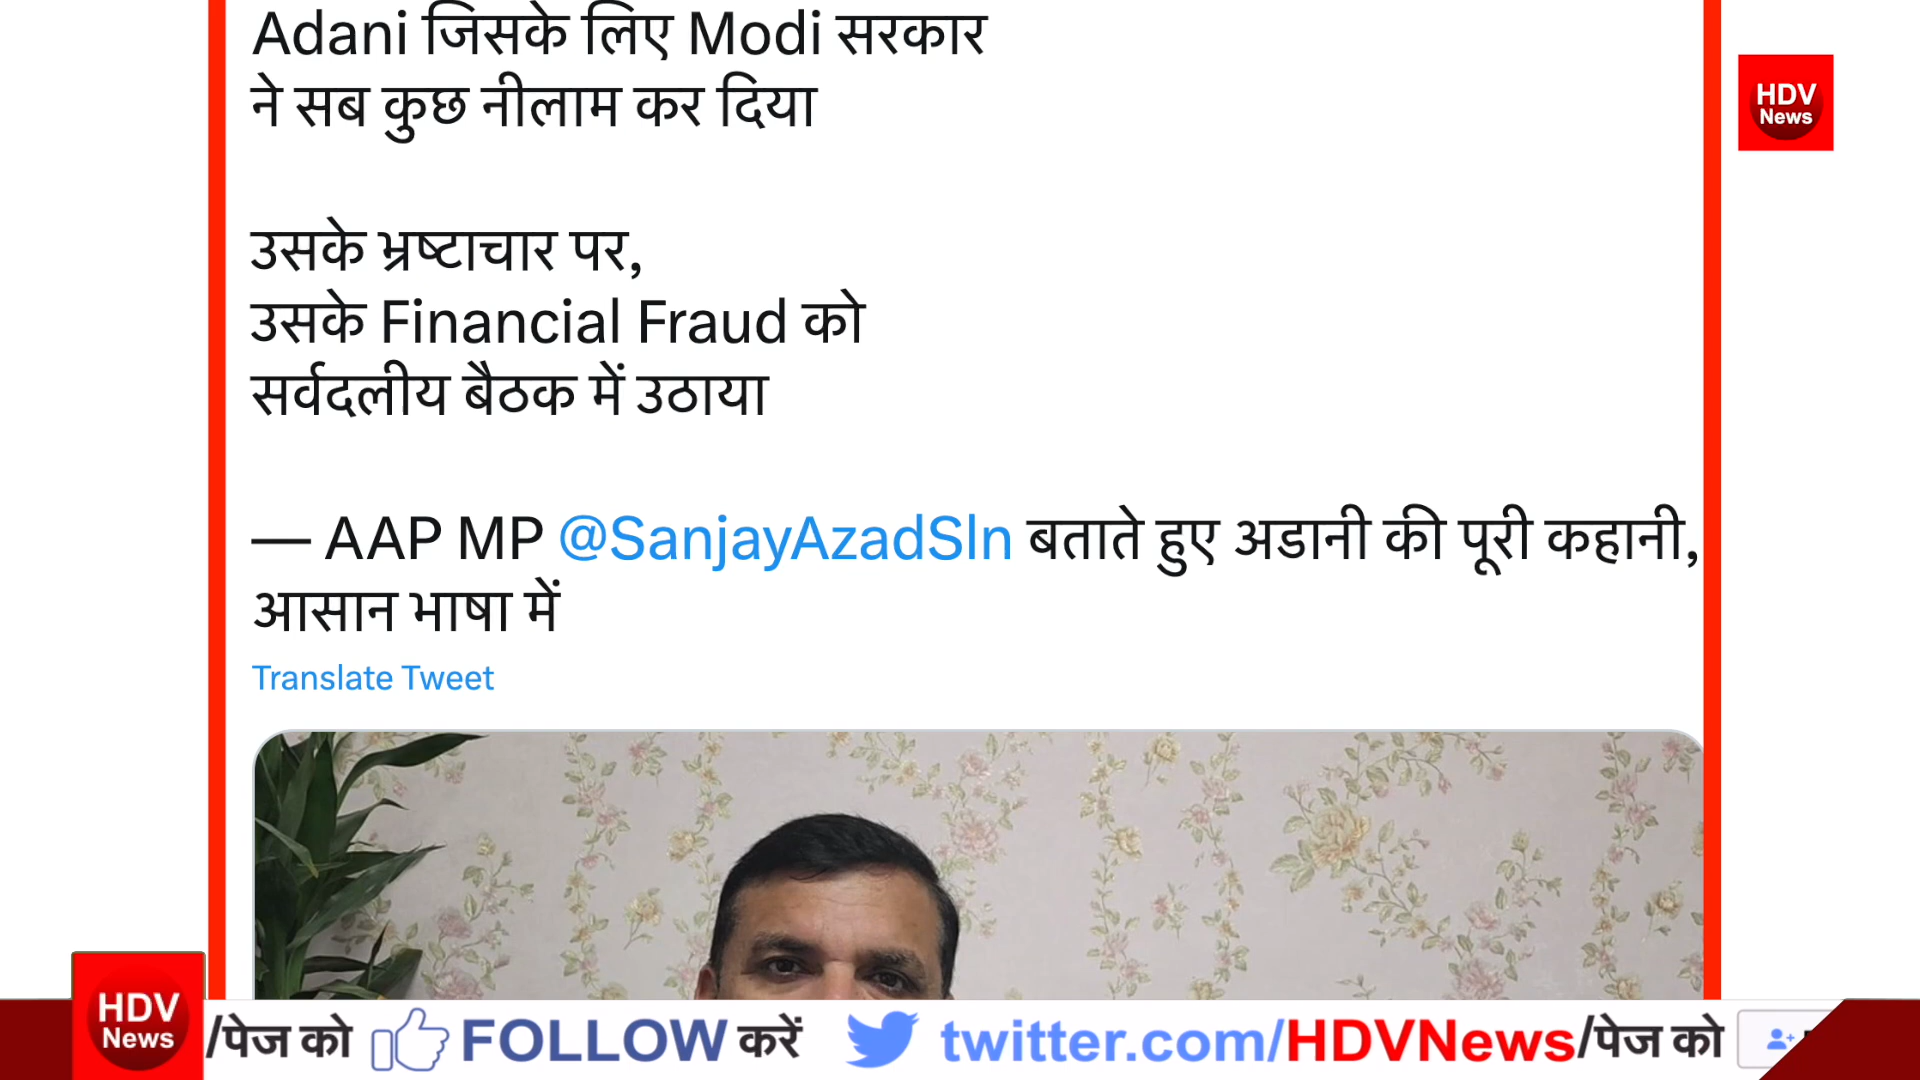 Adani जिसके लिए Modi सरकार
ने सब कुछ नीलाम कर दिया
उसके भ्रष्टाचार पर,
उसके Financial Fraud को
सर्वदलीय बैठक में उठाया
— AAP MP @SanjayAzadSln बताते हुए अडानी की पूरी कहानी,
आसान भाषा में
Translate Tweet
HDV
News
HDV
News
/पेज को FOLLOW करें twitter.com/HDVNews/पेज को